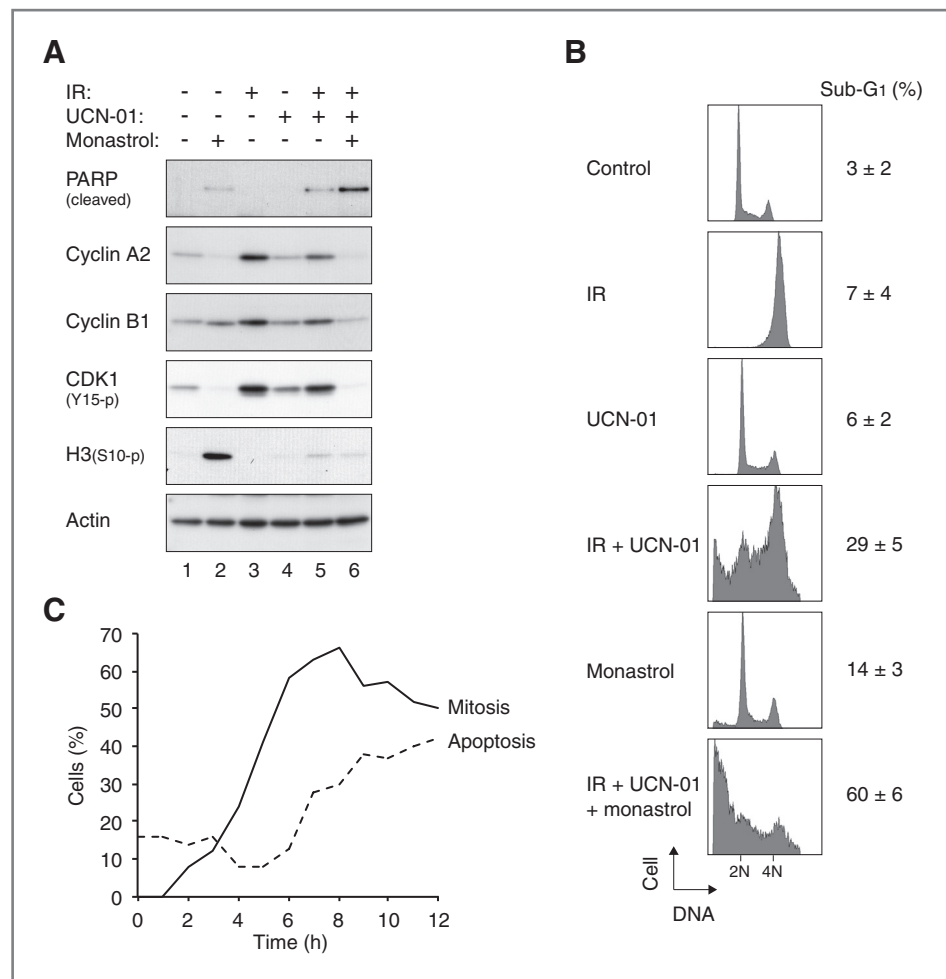 A
IR: - - + - + +
UCN-01: - - - + + +
Monastrol: - + - - - +
PARP
(cleaved)
Cyclin A2
Cyclin B1
CDK1
(Y15-p)
H3(S10-p)
Actin
1 2 3 4 5 6
B
Sub-G1 (%)
Control 3 ± 2
IR 7 ± 4
UCN-01 6 ± 2
IR + UCN-01 29 ± 5
Monastrol 14 ± 3
IR + UCN-01
+ monastrol 60 ± 6
2N 4N
Cell
DNA
C
70
60
50
40
30
20
10
0
Cells (%)
Mitosis
Apoptosis
0 2 4 6 8 10 12
Time (h)